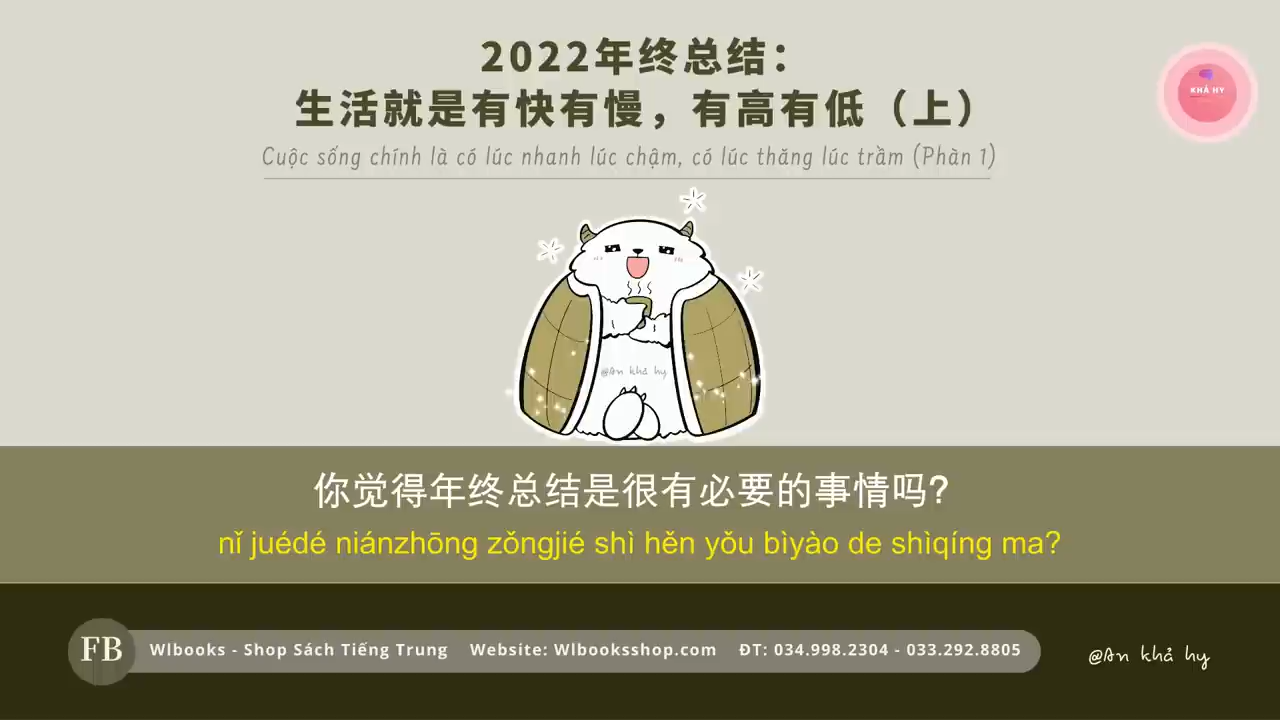 2022年终总结：
生活就是有快有慢，有高有低（上）
Cuộc sống chính là có lúc nhanh lúc chậm, có lúc thăng lúc trầm (Phần 1)
KHẢ HY
@An khả hy
你觉得年终总结是很有必要的事情吗？
nǐ juédé niánzhōng zǒngjié shì hěn yǒu bìyào de shìqíng ma?
FB Wlbooks - Shop Sách Tiếng Trung Website: Wlbooksshop.com ĐT: 034.998.2304 - 033.292.8805
@An khả hy